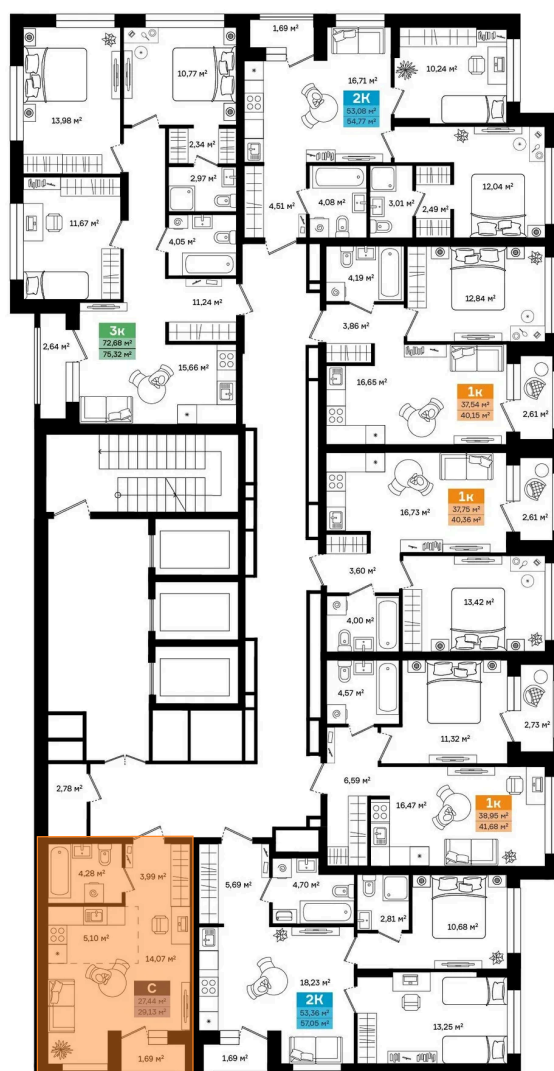 1,69 м²
10,77 м²
16,71 м²
10,24 м²
2К
53,08 м²
54,77 м²
13,98 м²
2,34 м²
2,97 м²
12,04 м²
4,51 м²
4,08 м²
3,01 м²
2,49 м²
11,67 м²
4,05 м²
4,19 м²
11,24 м²
12,84 м²
3,86 м²
3к
72,68 м²
75,32 м²
2,64 м²
15,66 м²
16,65 м²
1к
37,54 м²
40,15 м²
2,61 м²
1к
37,75 м²
40,36 м²
16,73 м²
2,61 м²
3,60 м²
13,42 м²
4,00 м²
4,57 м²
2,73 м²
11,32 м²
6,59 м²
2,78 м²
16,47 м²
1к
38,95 м²
41,68 м²
4,28 м²
3,99 м²
5,69 м²
4,70 м²
2,81 м²
10,68 м²
5,10 м²
14,07 м²
18,23 м²
С
27,44 м²
29,13 м²
2К
53,36 м²
57,05 м²
13,25 м²
1,69 м²
1,69 м²